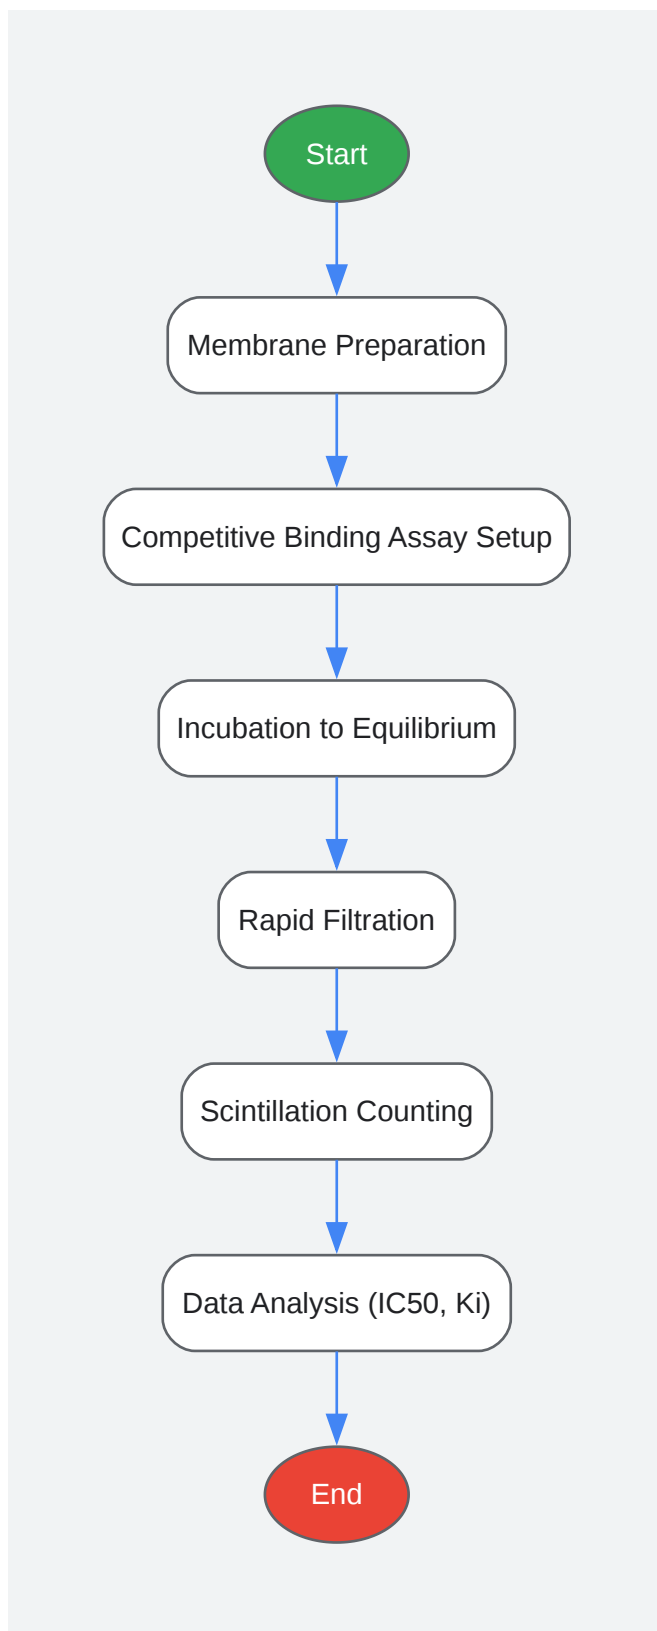 Start
Membrane Preparation
Competitive Binding Assay Setup
Incubation to Equilibrium
Rapid Filtration
Scintillation Counting
Data Analysis (IC50, Ki)
End